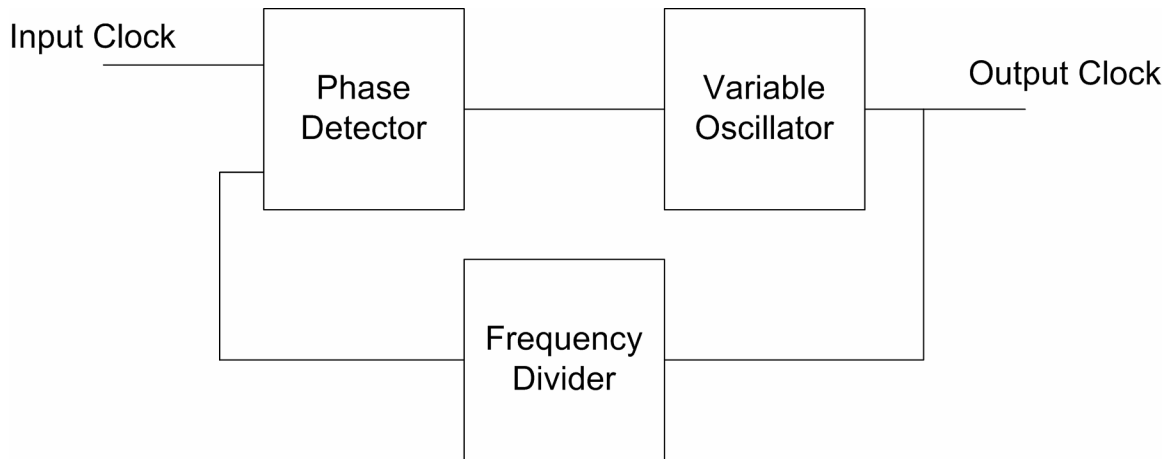 Input Clock
Phase
Detector
Variable
Oscillator
Output Clock
Frequency
Divider